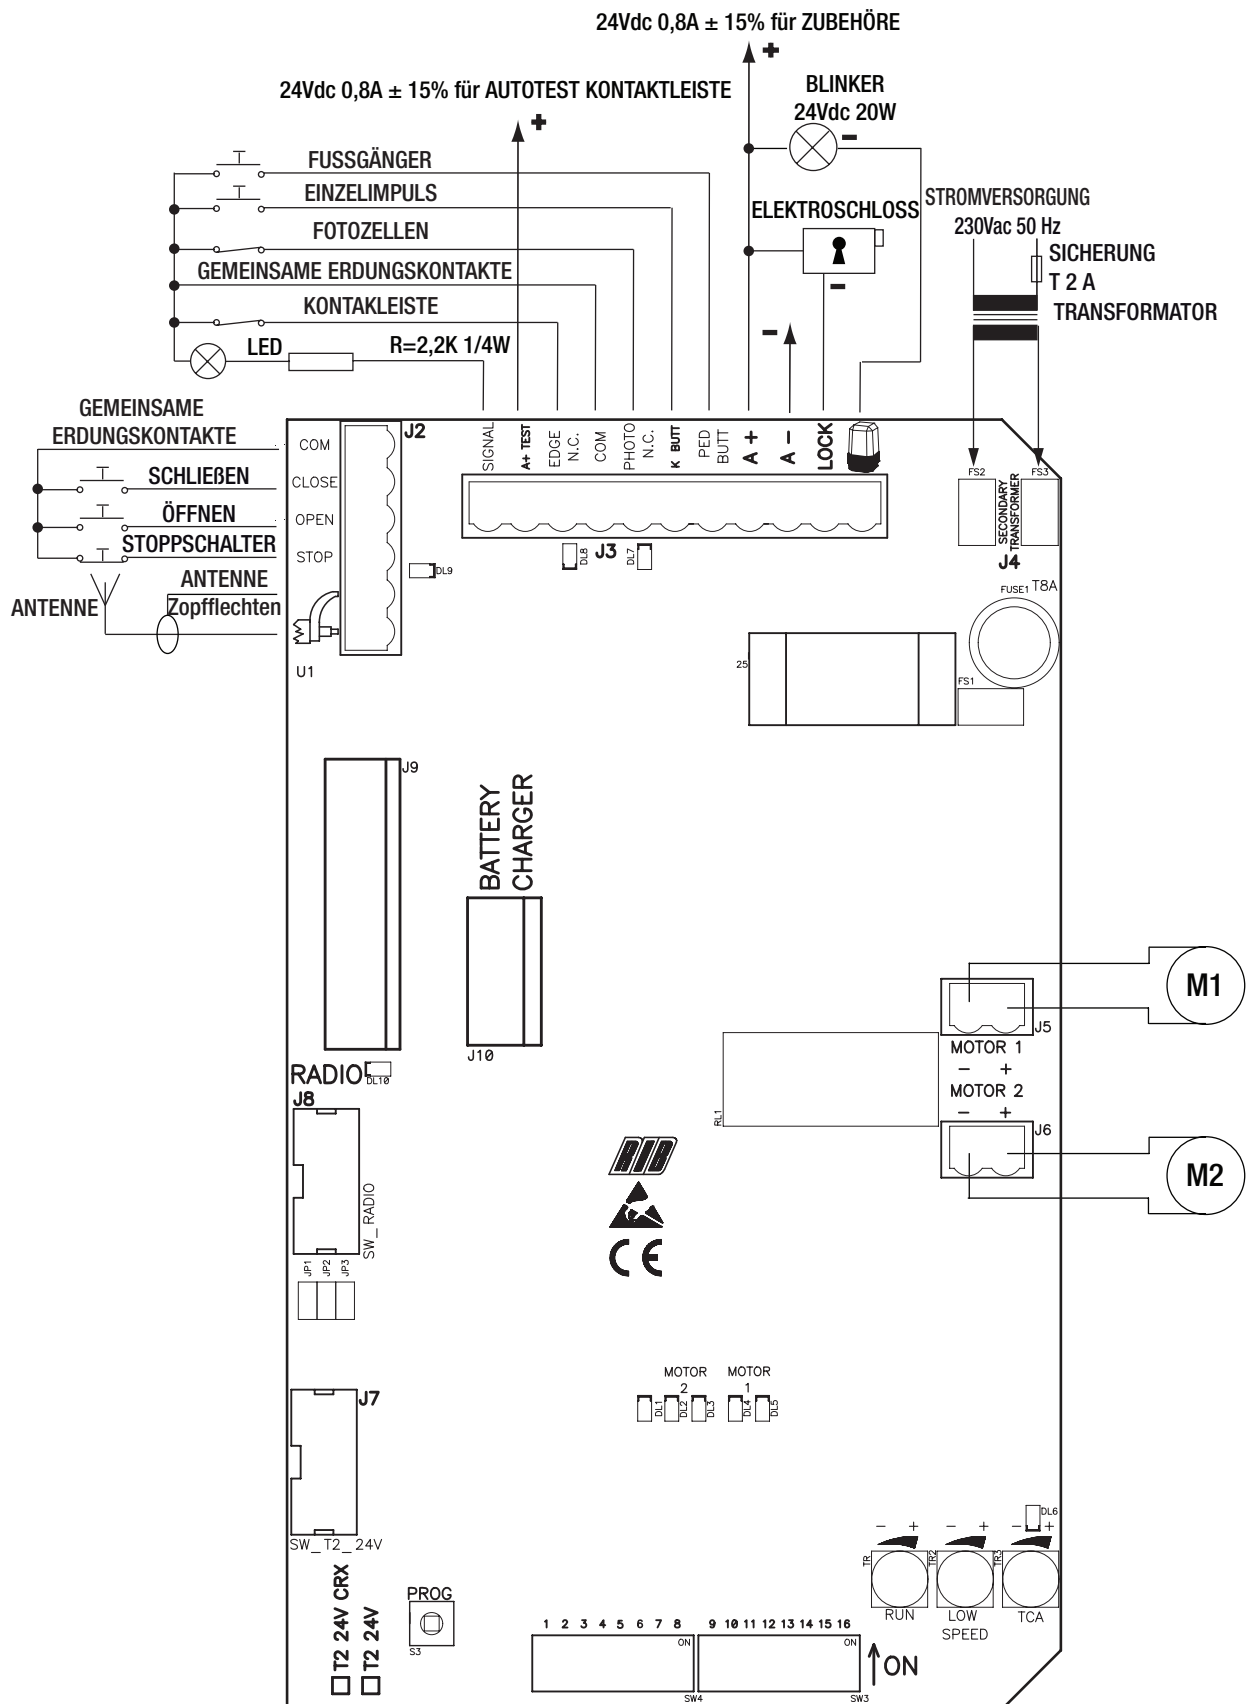 24Vdc 0,8A ± 15% für ZUBEHÖRE
+
24Vdc 0,8A ± 15% für AUTOTEST KONTAKTLEISTE
+
BLINKER
24Vdc 20W
-
FUSSGÄNGER
EINZELIMPULS
FOTOZELLEN
GEMEINSAME ERDUNGSKONTAKTE
KONTAKLEISTE
LED
R=2,2K 1/4W
ELEKTROSCHLOSS
-
-
STROMVERSORGUNG
230Vac 50 Hz
SICHERUNG
T 2 A
TRANSFORMATOR
GEMEINSAME
ERDUNGSKONTAKTE
SCHLIEßEN
ÖFFNEN
STOPPSCHALTER
ANTENNE
Zopfflechten
ANTENNE
COM
CLOSE
OPEN
STOP
U1
J2
DL9
SIGNAL
A+ TEST
EDGE
N.C.
COM
PHOTO
N.C.
K BUTT
PED
BUTT
A +
A -
LOCK
J3
DL8
DL7
FS2
FS3
SECONDARY
TRANSFORMER
J4
FUSE1 T8A
25
FS1
J9
BATTERY
CHARGER
J10
RADIO
DL10
J8
SW_RADIO
JP1
JP2
JP3
J7
SW_T2_24V
T2 24V CRX
T2 24V
PROG
S3
RL1
J5
MOTOR 1
- +
MOTOR 2
- +
J6
M1
M2
RIB
CE
MOTOR
2
MOTOR
1
DL1
DL2
DL3
DL4
DL5
DL6
- +
- +
- +
TR
TR2
TR3
RUN
LOW
SPEED
TCA
1 2 3 4 5 6 7 8
ON
SW4
9 10 11 12 13 14 15 16
ON
SW3
ON